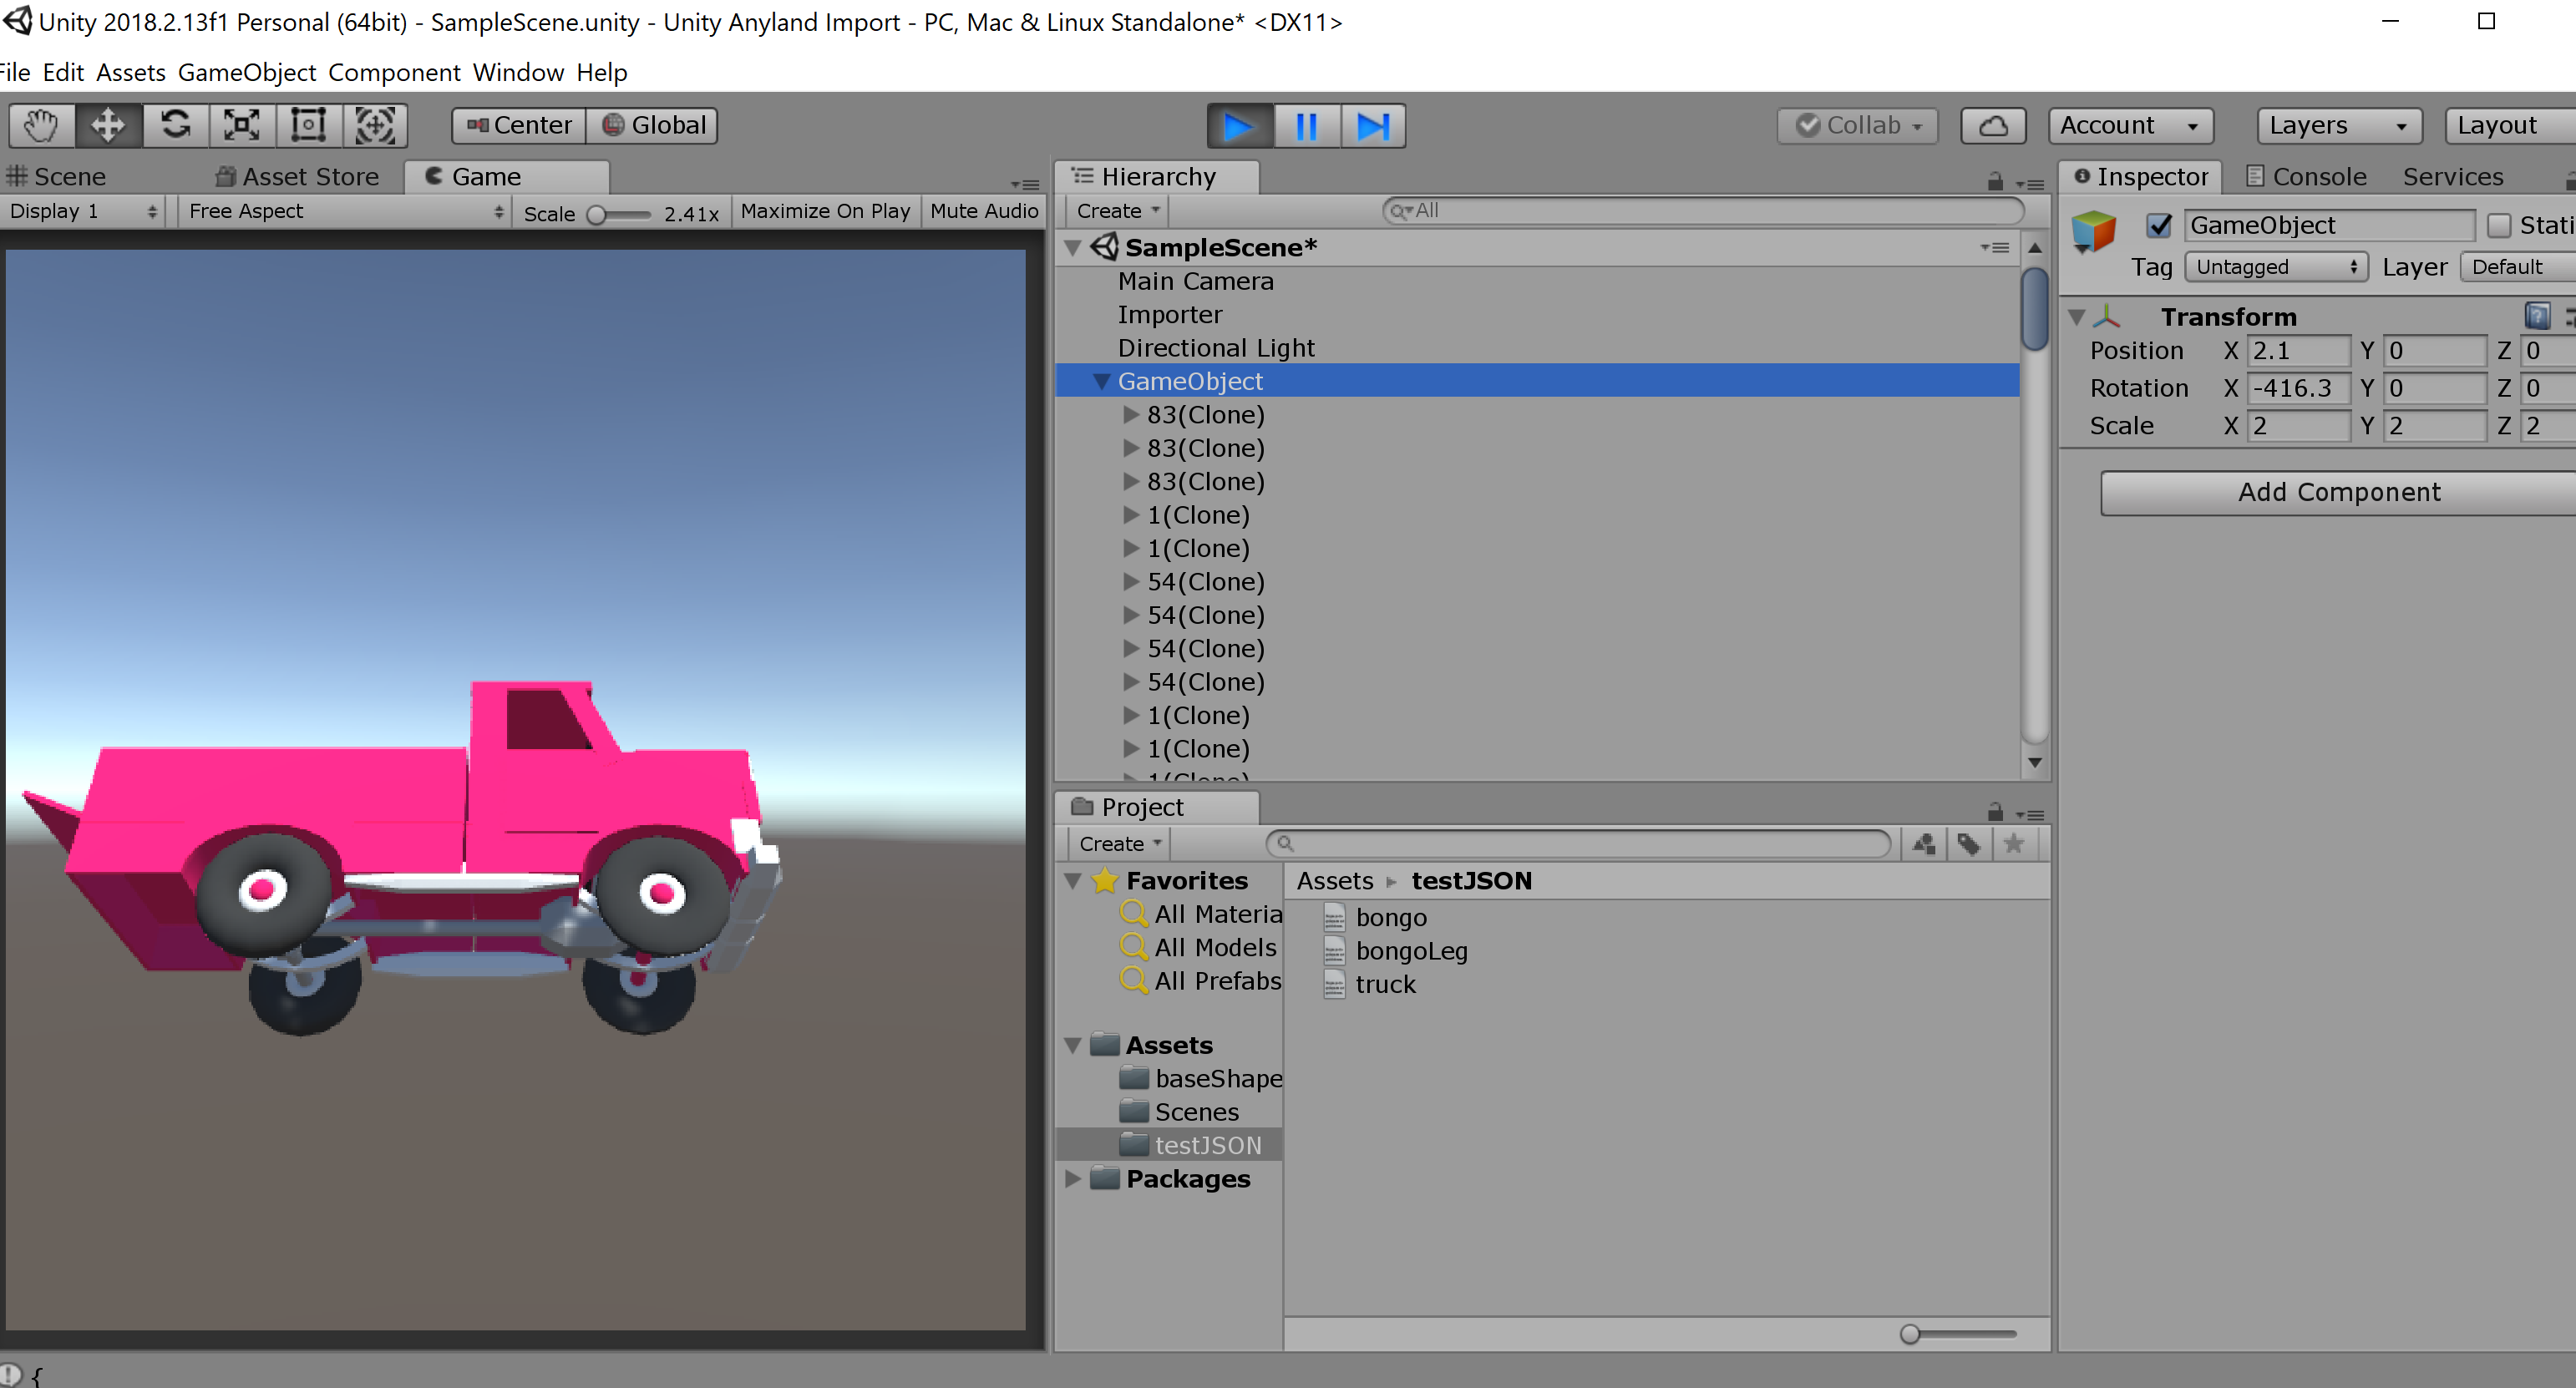 Unity 2018.2.13f1 Personal (64bit) - SampleScene.unity - Unity Anyland Import - PC, Mac & Linux Standalone* <DX11>
File Edit Assets GameObject Component Window Help
Center Global Collab Account Layers Layout
Scene Asset Store Game
Display 1 Free Aspect Scale 2.41x Maximize On Play Mute Audio
Hierarchy
Create All
SampleScene*
Main Camera
Importer
Directional Light
GameObject
83(Clone)
83(Clone)
83(Clone)
1(Clone)
1(Clone)
54(Clone)
54(Clone)
54(Clone)
54(Clone)
1(Clone)
1(Clone)
1(Clone)
Project
Create
Favorites
All Materia
All Models
All Prefabs
Assets
baseShape
Scenes
testJSON
Packages
Assets ▸ testJSON
bongo
bongoLeg
truck
Inspector Console Services
GameObject Stati
Tag Untagged Layer Default
Transform
Position X 2.1 Y 0 Z 0
Rotation X -416.3 Y 0 Z 0
Scale X 2 Y 2 Z 2
Add Component
{